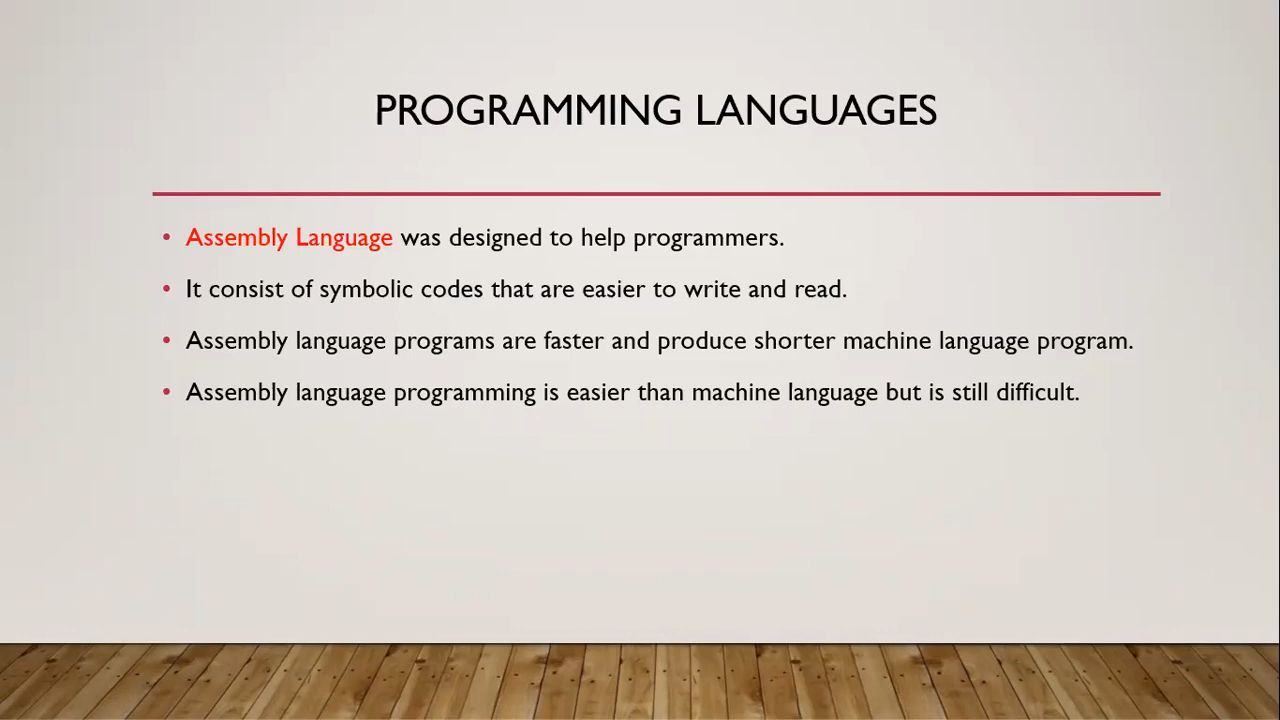 PROGRAMMING LANGUAGES
• Assembly Language was designed to help programmers.
• It consist of symbolic codes that are easier to write and read.
• Assembly language programs are faster and produce shorter machine language program.
• Assembly language programming is easier than machine language but is still difficult.